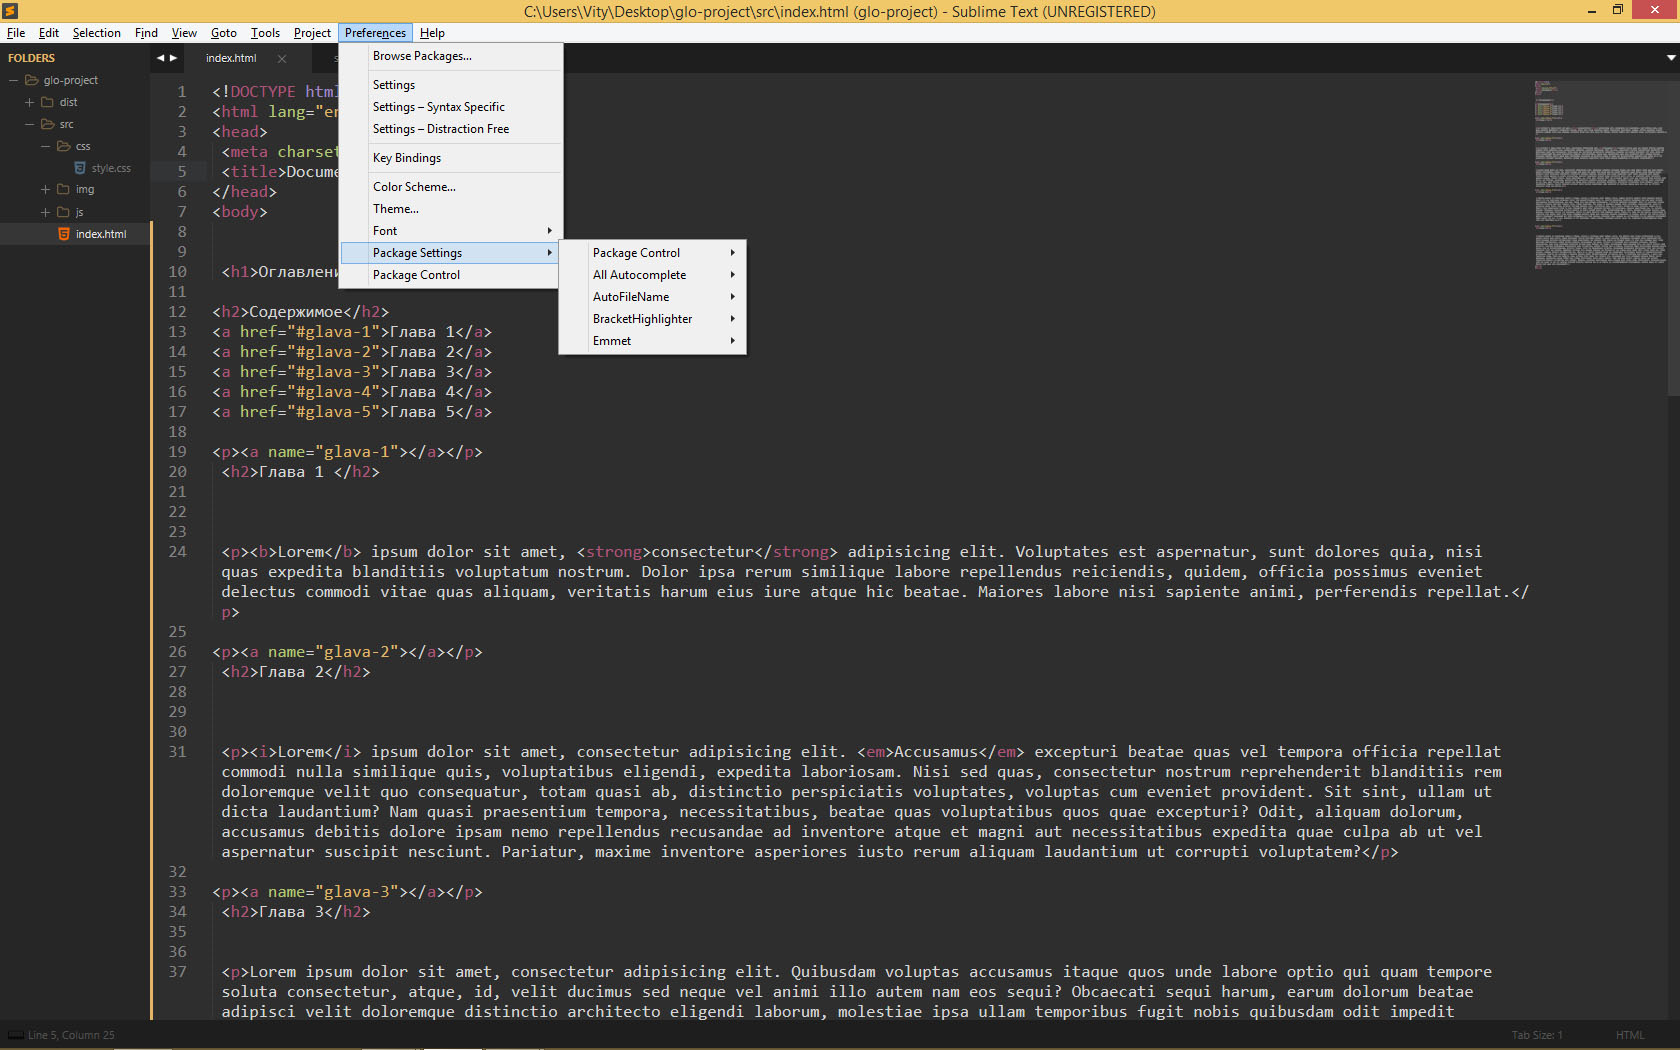 C:\Users\Vity\Desktop\glo-project\src\index.html (glo-project) - Sublime Text (UNREGISTERED)
File Edit Selection Find View Goto Tools Project Preferences Help
FOLDERS
glo-project
dist
src
css
style.css
img
js
index.html
index.html
Browse Packages...
Settings
Settings – Syntax Specific
Settings – Distraction Free
Key Bindings
Color Scheme...
Theme...
Font
Package Settings
Package Control
Package Control
All Autocomplete
AutoFileName
BracketHighlighter
Emmet
1 <!DOCTYPE html
2 <html lang="en
3 <head>
4 <meta charset
5 <title>Docume
6 </head>
7 <body>
8
9
10 <h1>Оглавлени
11
12 <h2>Содержимое</h2>
13 <a href="#glava-1">Глава 1</a>
14 <a href="#glava-2">Глава 2</a>
15 <a href="#glava-3">Глава 3</a>
16 <a href="#glava-4">Глава 4</a>
17 <a href="#glava-5">Глава 5</a>
18
19 <p><a name="glava-1"></a></p>
20 <h2>Глава 1 </h2>
21
22
23
24 <p><b>Lorem</b> ipsum dolor sit amet, <strong>consectetur</strong> adipisicing elit. Voluptates est aspernatur, sunt dolores quia, nisi
quas expedita blanditiis voluptatum nostrum. Dolor ipsa rerum similique labore repellendus reiciendis, quidem, officia possimus eveniet
delectus commodi vitae quas aliquam, veritatis harum eius iure atque hic beatae. Maiores labore nisi sapiente animi, perferendis repellat.</
p>
25
26 <p><a name="glava-2"></a></p>
27 <h2>Глава 2</h2>
28
29
30
31 <p><i>Lorem</i> ipsum dolor sit amet, consectetur adipisicing elit. <em>Accusamus</em> excepturi beatae quas vel tempora officia repellat
commodi nulla similique quis, voluptatibus eligendi, expedita laboriosam. Nisi sed quas, consectetur nostrum reprehenderit blanditiis rem
doloremque velit quo consequatur, totam quasi ab, distinctio perspiciatis voluptates, voluptas cum eveniet provident. Sit sint, ullam ut
dicta laudantium? Nam quasi praesentium tempora, necessitatibus, beatae quas voluptatibus quos quae excepturi? Odit, aliquam dolorum,
accusamus debitis dolore ipsam nemo repellendus recusandae ad inventore atque et magni aut necessitatibus expedita quae culpa ab ut vel
aspernatur suscipit nesciunt. Pariatur, maxime inventore asperiores iusto rerum aliquam laudantium ut corrupti voluptatem?</p>
32
33 <p><a name="glava-3"></a></p>
34 <h2>Глава 3</h2>
35
36
37 <p>Lorem ipsum dolor sit amet, consectetur adipisicing elit. Quibusdam voluptas accusamus itaque quos unde labore optio qui quam tempore
soluta consectetur, atque, id, velit ducimus sed neque vel animi illo autem nam eos sequi? Obcaecati sequi harum, earum dolorum beatae
adipisci velit doloremque distinctio architecto eligendi laborum, molestiae ipsa ullam temporibus fugit nobis quibusdam odit impedit
Line 5, Column 25
Tab Size: 1
HTML